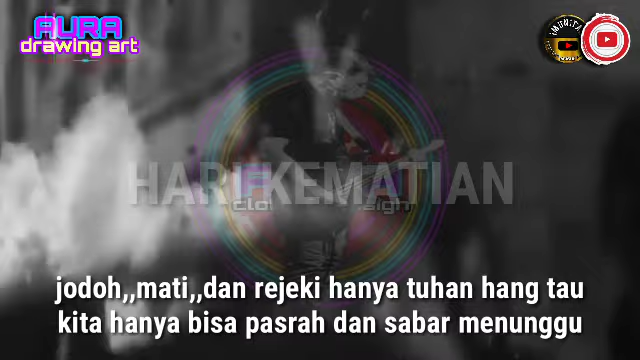 AURA
drawing art
HARI KEMATIAN
jodoh,,mati,,dan rejeki hanya tuhan hang tau
kita hanya bisa pasrah dan sabar menunggu